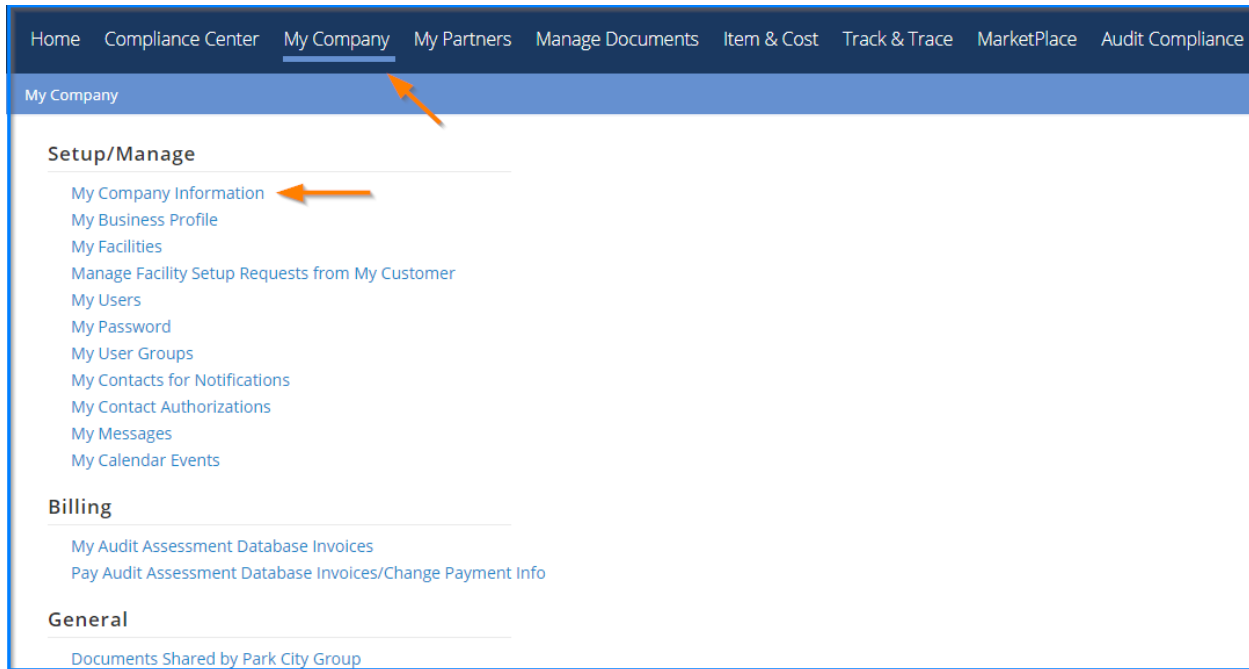 Home Compliance Center My Company My Partners Manage Documents Item & Cost Track & Trace MarketPlace Audit Compliance
My Company
Setup/Manage
My Company Information
My Business Profile
My Facilities
Manage Facility Setup Requests from My Customer
My Users
My Password
My User Groups
My Contacts for Notifications
My Contact Authorizations
My Messages
My Calendar Events
Billing
My Audit Assessment Database Invoices
Pay Audit Assessment Database Invoices/Change Payment Info
General
Documents Shared by Park City Group